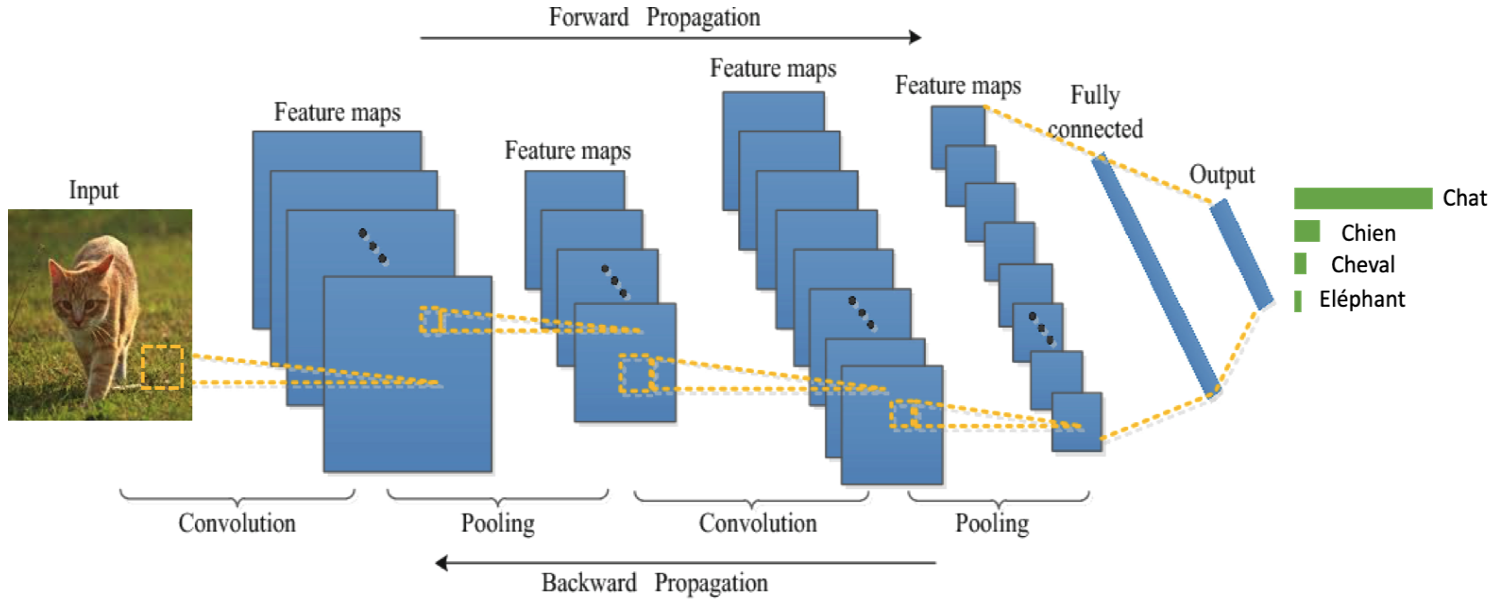 Forward Propagation
Input
Feature maps
Feature maps
Feature maps
Feature maps
Fully
connected
Output
Chat
Chien
Cheval
Eléphant
Convolution
Pooling
Convolution
Pooling
Backward Propagation